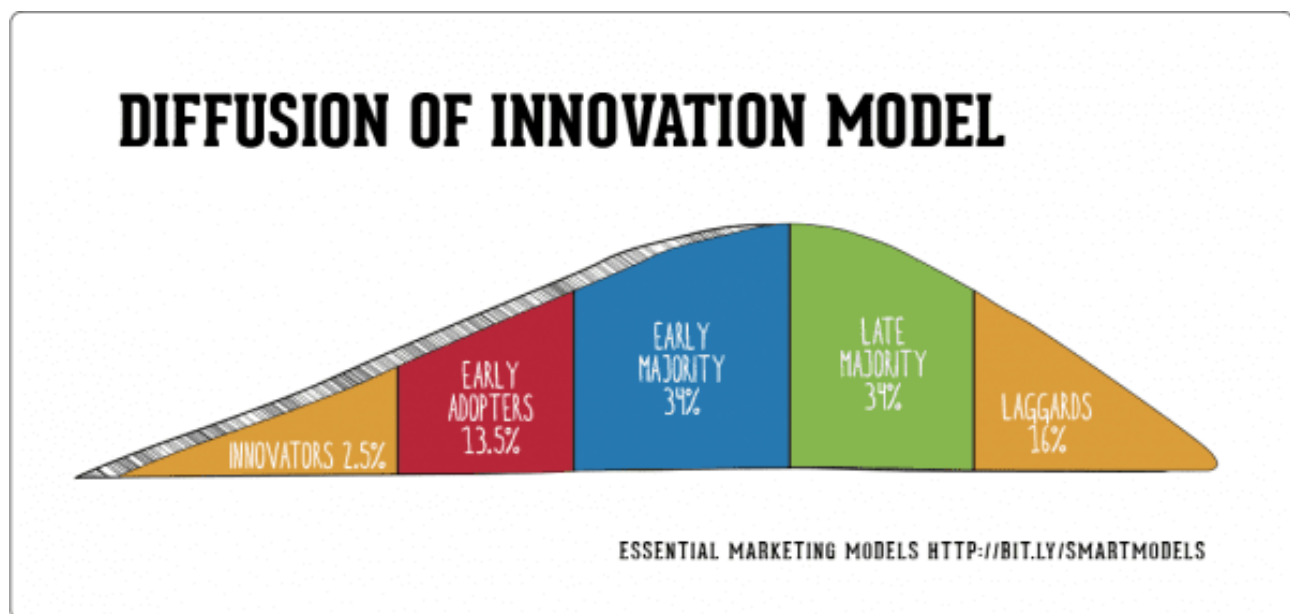 DIFFUSION OF INNOVATION MODEL
INNOVATORS 2.5%
EARLY
ADOPTERS
13.5%
EARLY
MAJORITY
34%
LATE
MAJORITY
34%
LAGGARDS
16%
ESSENTIAL MARKETING MODELS HTTP://BIT.LY/SMARTMODELS